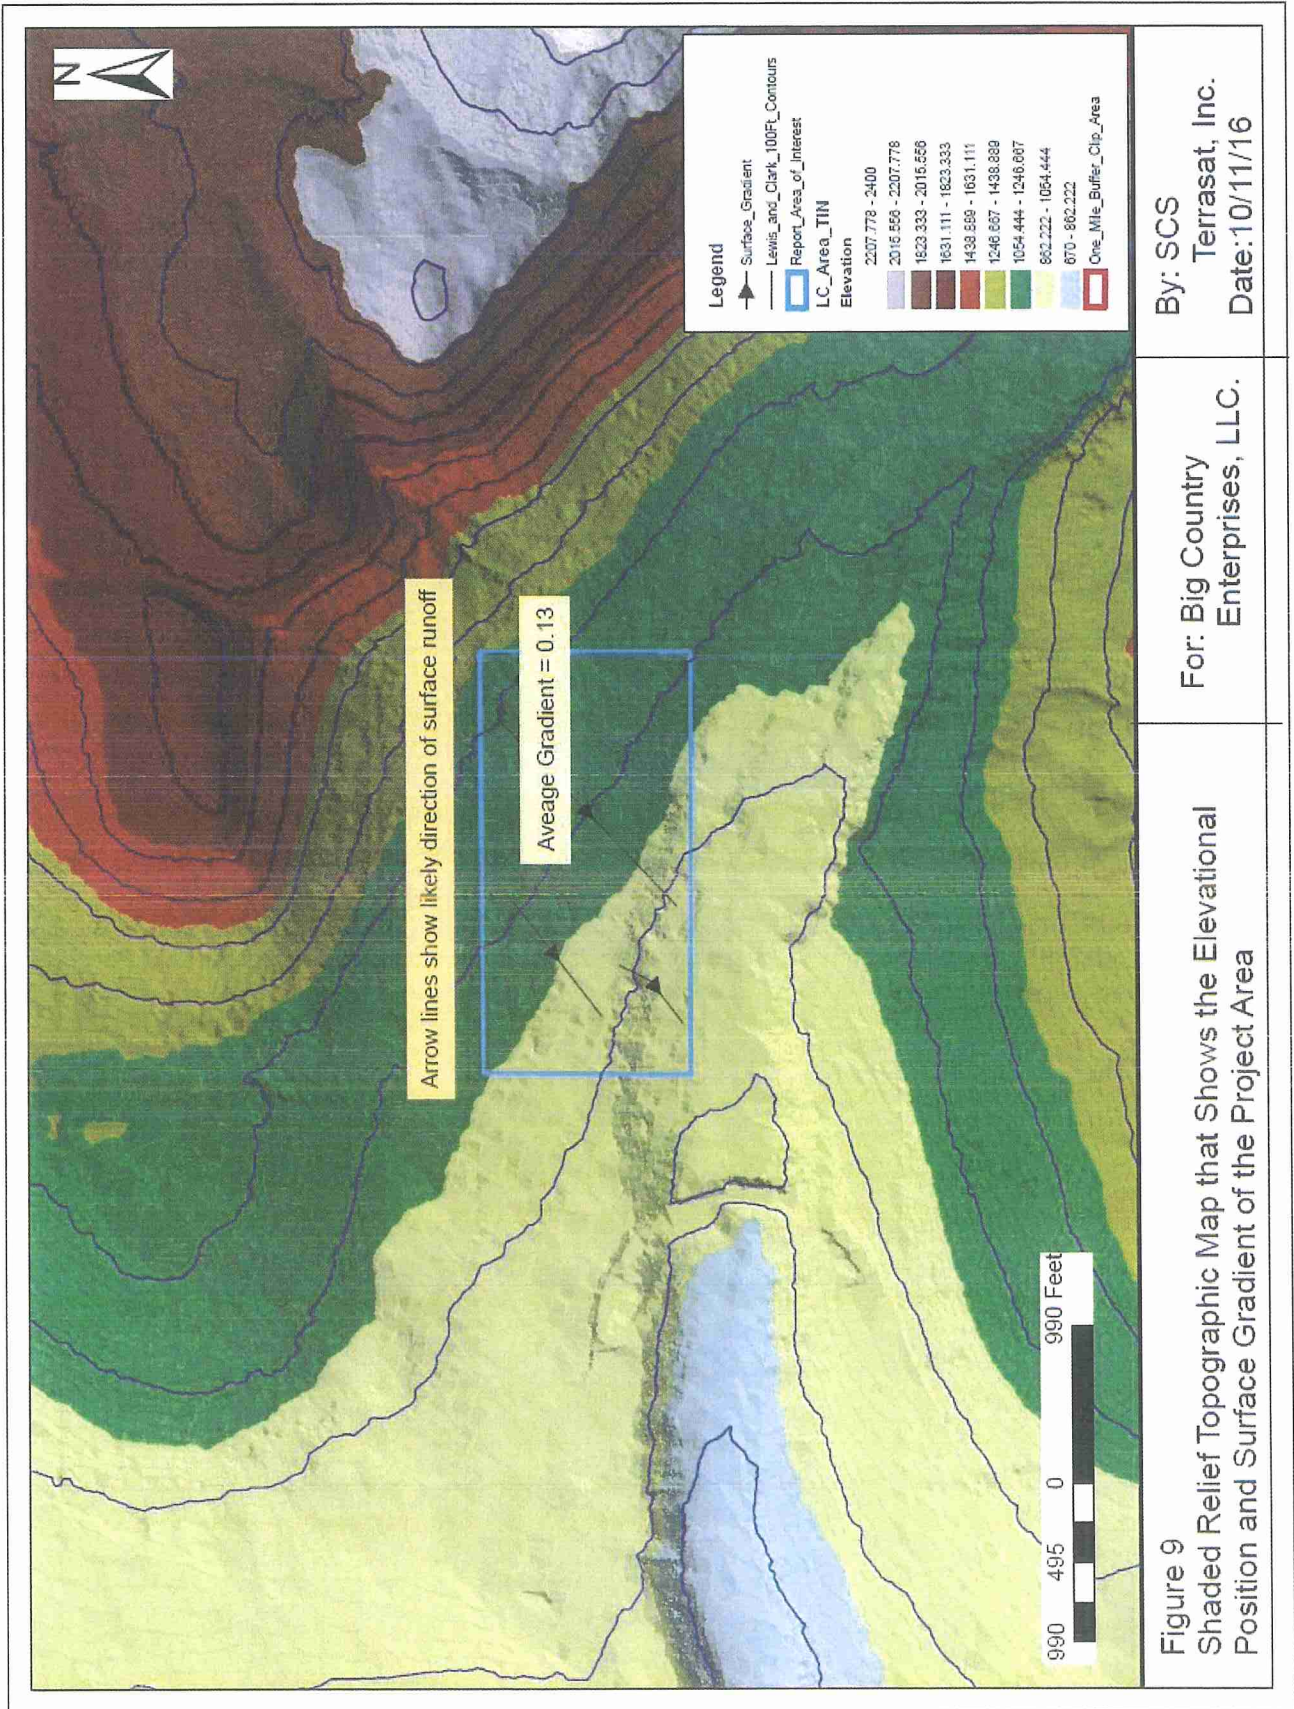 N
Arrow lines show likely direction of surface runoff
Aveage Gradient = 0.13
Legend
Surface_Gradient
Lewis_and_Clark_100Ft_Contours
Report_Area_of_Interest
LC_Area_TIN
Elevation
2207.778 - 2400
2015.556 - 2207.778
1823.333 - 2015.556
1631.111 - 1823.333
1438.889 - 1631.111
1246.667 - 1438.889
1054.444 - 1246.667
862.222 - 1054.444
670 - 862.222
One_Mile_Buffer_Clip_Area
990 495 0 990 Feet
Figure 9
Shaded Relief Topographic Map that Shows the Elevational
Position and Surface Gradient of the Project Area
For: Big Country
Enterprises, LLC.
By: SCS
Terrasat, Inc.
Date:10/11/16